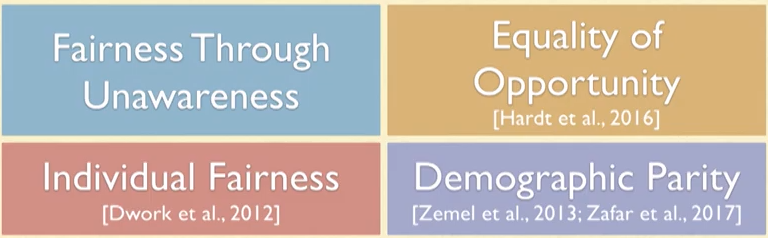 Fairness Through
Unawareness
Equality of
Opportunity
[Hardt et al., 2016]
Individual Fairness
[Dwork et al., 2012]
Demographic Parity
[Zemel et al., 2013; Zafar et al., 2017]